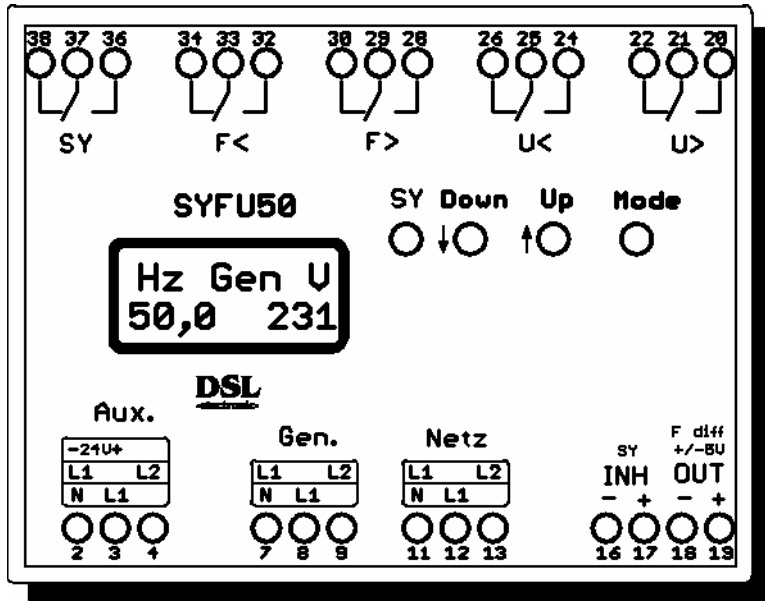 38 37 36 34 33 32 30 29 28 26 25 24 22 21 20
SY F< F> U< U>
SYFU50
SY Down Up Mode
Hz Gen V
50,0 231
DSL
electronic
Aux.
-24V+
L1 L2
N L1
2 3 4
Gen.
L1 L2
N L1
7 8 9
Netz
L1 L2
N L1
11 12 13
SY
INH
- +
16 17
F diff
+/-5V
OUT
- +
18 19